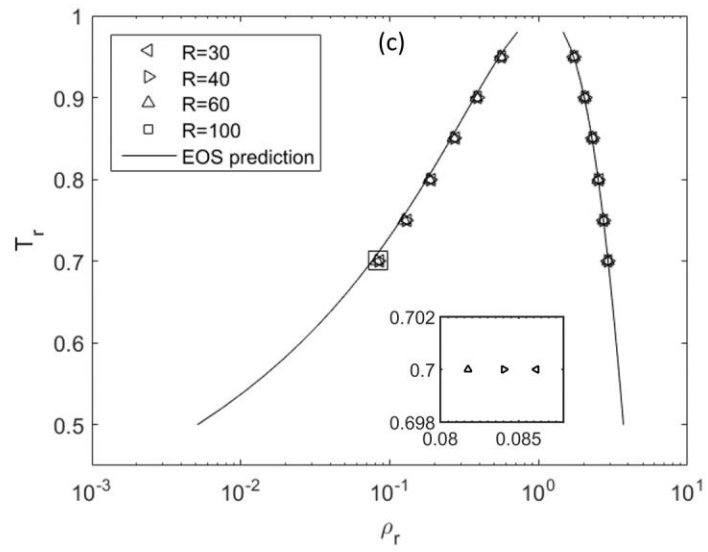 (c)
R=30
R=40
R=60
R=100
EOS prediction
T_r
1
0.9
0.8
0.7
0.6
0.5
0.702
0.7
0.698
0.08 0.085
10^-3 10^-2 10^-1 10^0 10^1
ρ_r